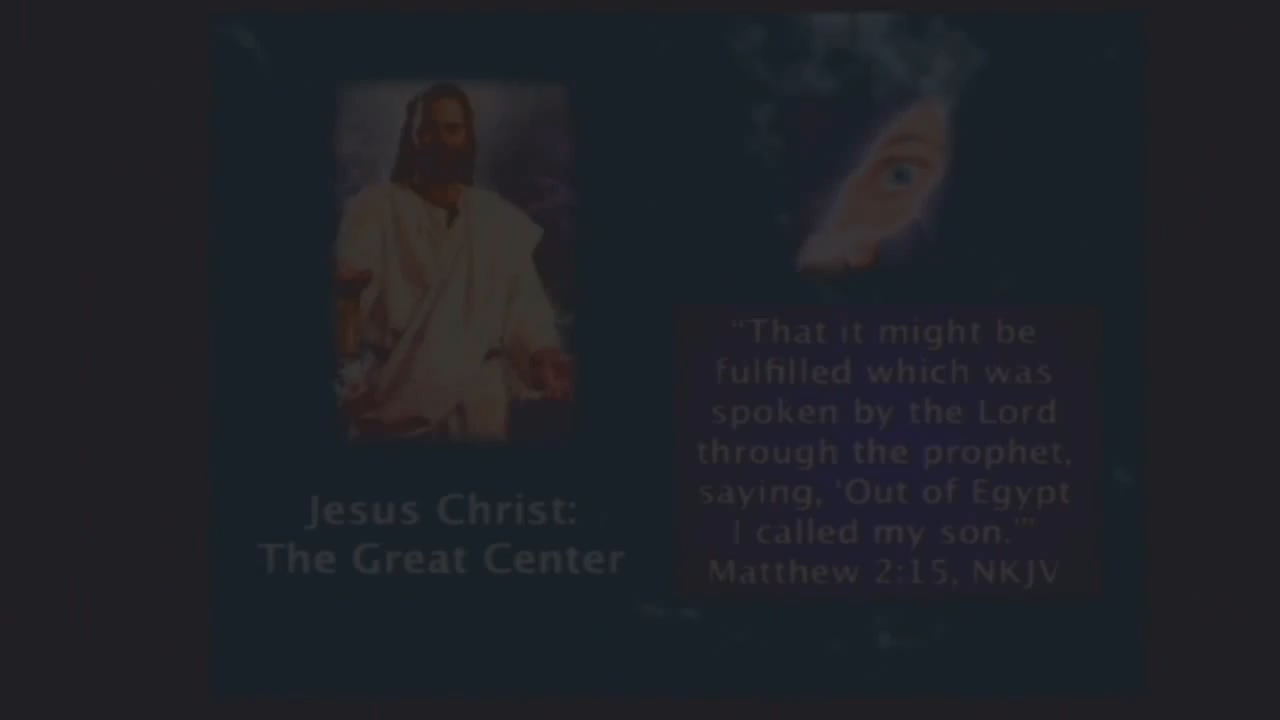 Jesus Christ:
The Great Center
"That it might be
fulfilled which was
spoken by the Lord
through the prophet,
saying, 'Out of Egypt
I called my son.'"
Matthew 2:15, NKJV